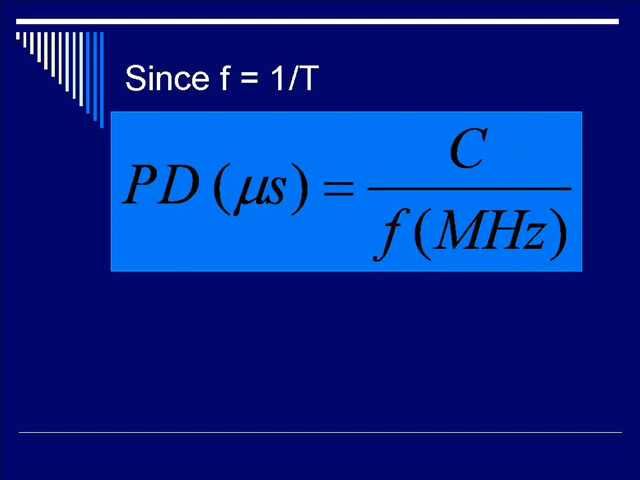 Since f = 1/T
PD (μs) = C / f (MHz)